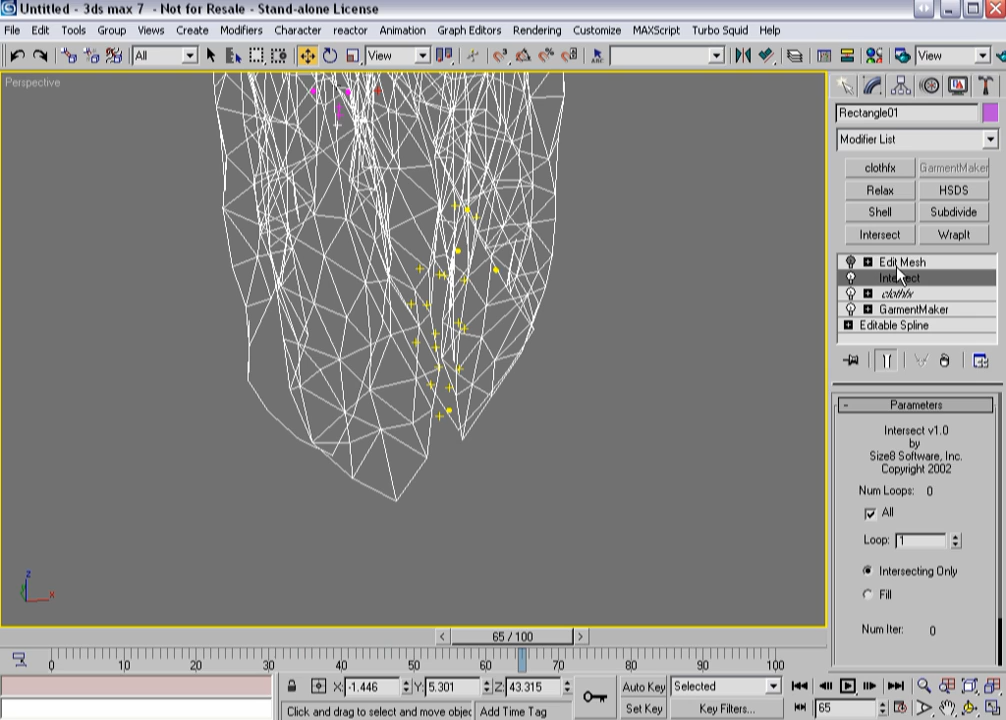 Untitled - 3ds max 7 - Not for Resale - Stand-alone License
File Edit Tools Group Views Create Modifiers Character reactor Animation Graph Editors Rendering Customize MAXScript Turbo Squid Help
All View View
Perspective
Rectangle01
Modifier List
clothfx GarmentMaker
Relax HSDS
Shell Subdivide
Intersect WrapIt
Edit Mesh
Intersect
clothfx
GarmentMaker
Editable Spline
- Parameters
Intersect v1.0
by
Size8 Software, Inc.
Copyright 2002
Num Loops: 0
All
Loop: 1
Intersecting Only
Fill
Num Iter: 0
z
x
< 65 / 100 >
0 10 20 30 40 50 60 70 80 90 100
X: -1.446 Y: 5.301 Z: 43.315 Auto Key Selected
Click and drag to select and move objec Add Time Tag Set Key Key Filters... 65